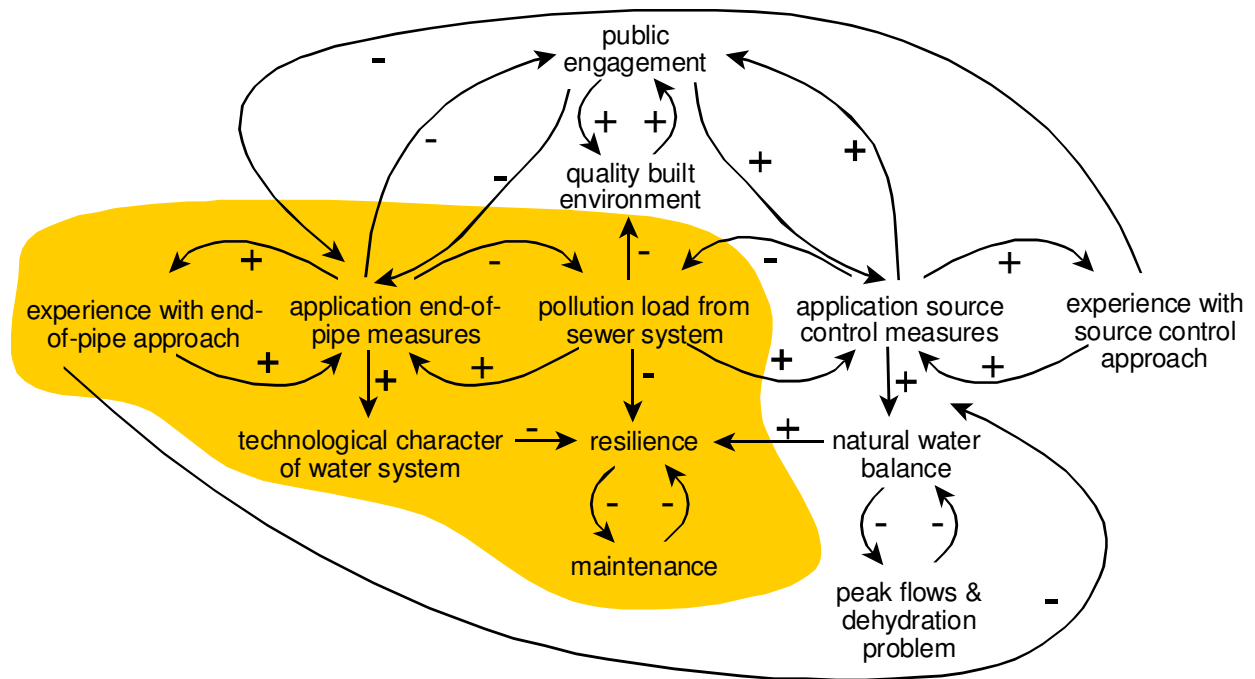 public
engagement
-
-
+
+
+
+
-
quality built
environment
+
-
-
-
-
+
experience with end-
of-pipe approach
application end-of-
pipe measures
pollution load from
sewer system
application source
control measures
experience with
source control
approach
+
+
+
+
+
-
+
technological character
of water system
-
resilience
+
natural water
balance
-
-
-
-
maintenance
peak flows &
dehydration
problem
-